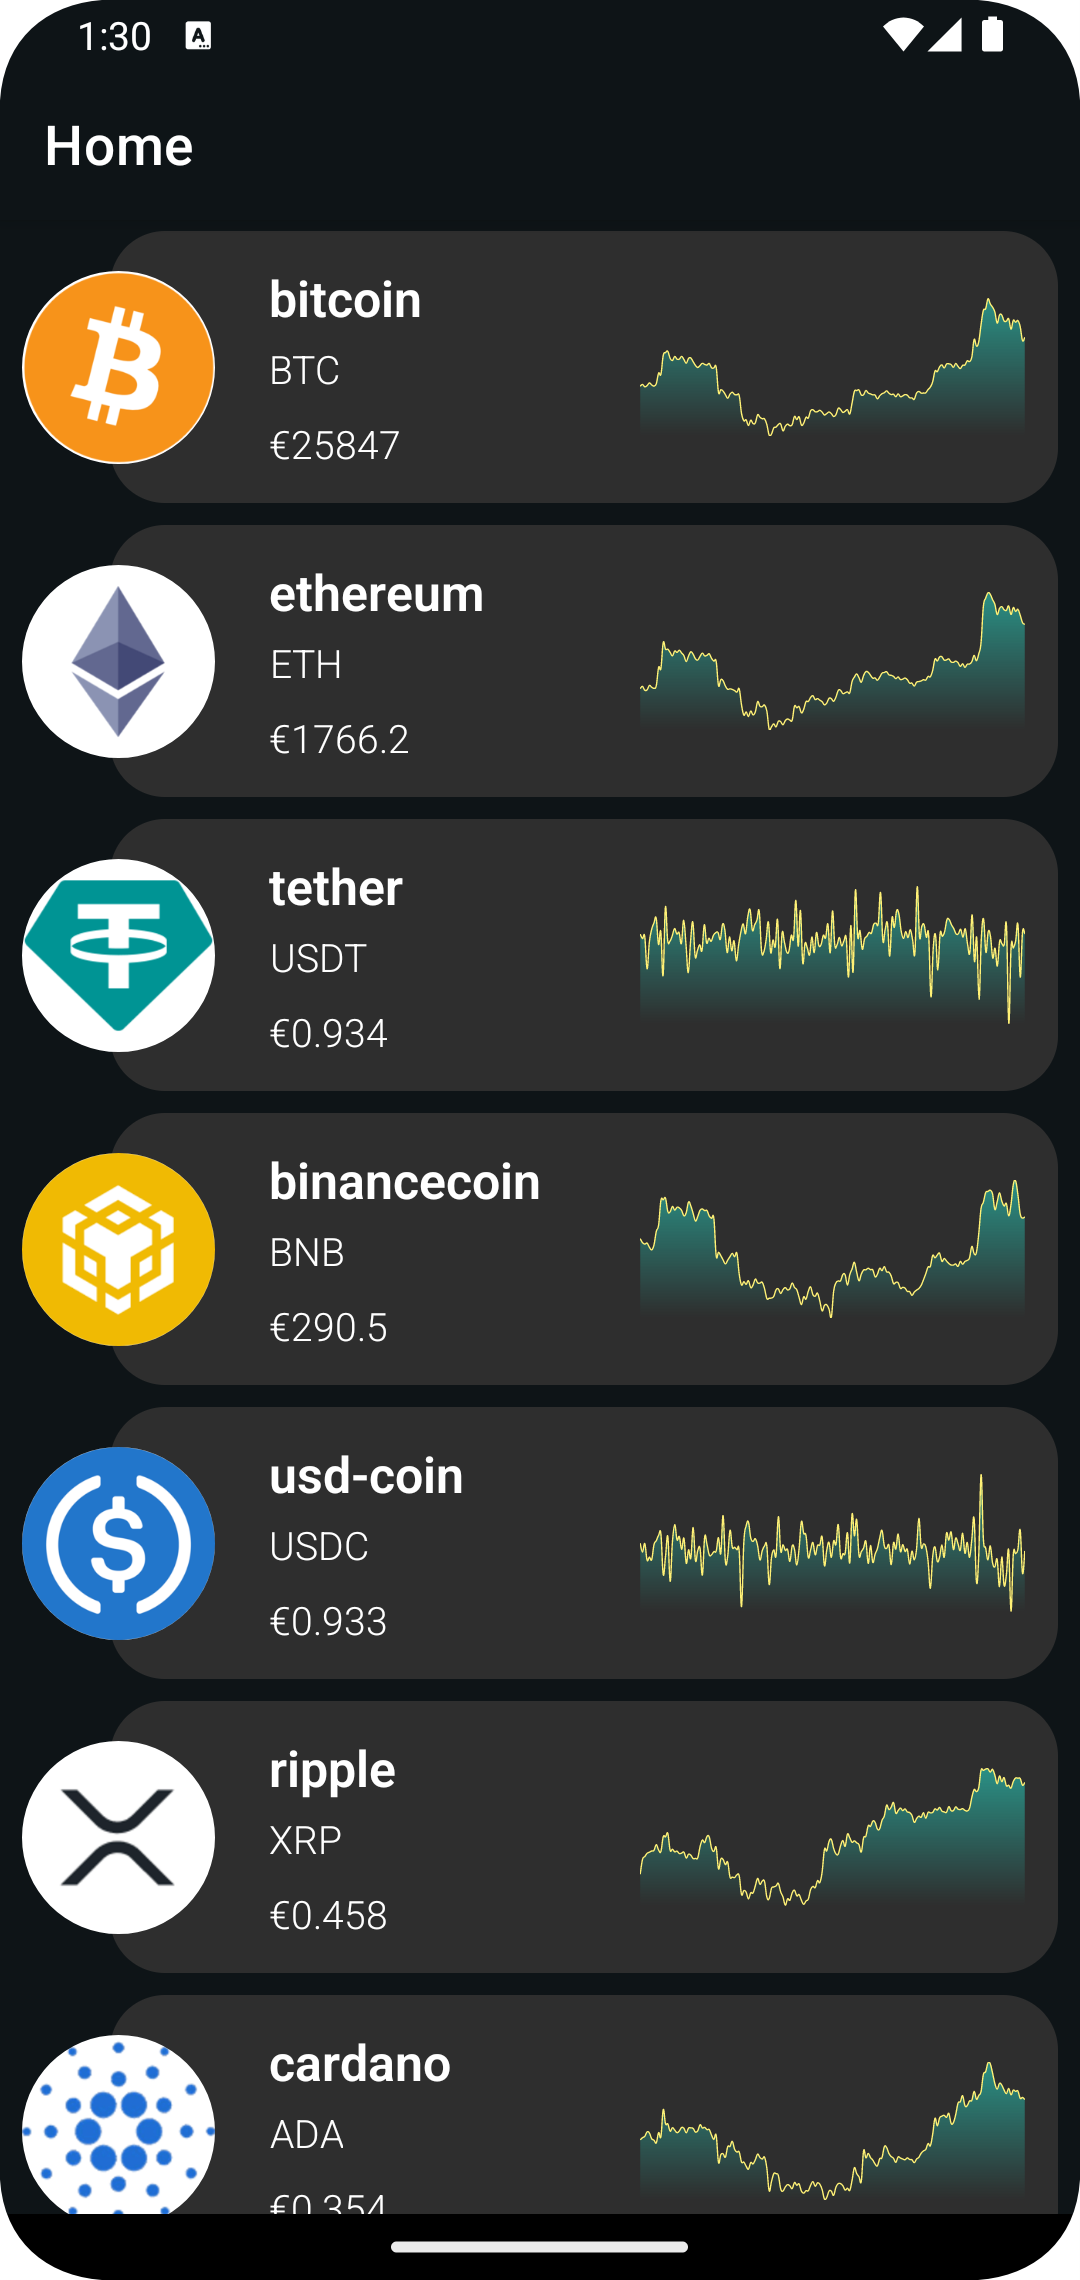 1:30
Home
bitcoin
BTC
€25847
ethereum
ETH
€1766.2
tether
USDT
€0.934
binancecoin
BNB
€290.5
usd-coin
USDC
€0.933
ripple
XRP
€0.458
cardano
ADA
€0.354